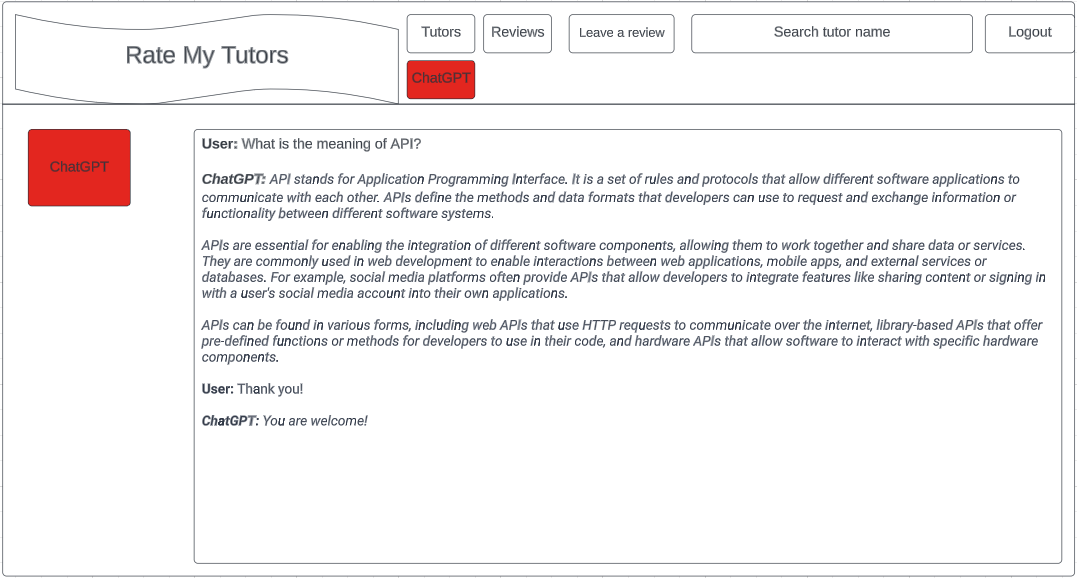 Rate My Tutors
Tutors
Reviews
Leave a review
Search tutor name
Logout
ChatGPT
ChatGPT
User: What is the meaning of API?
ChatGPT: API stands for Application Programming Interface. It is a set of rules and protocols that allow different software applications to
communicate with each other. APIs define the methods and data formats that developers can use to request and exchange information or
functionality between different software systems.
APIs are essential for enabling the integration of different software components, allowing them to work together and share data or services.
They are commonly used in web development to enable interactions between web applications, mobile apps, and external services or
databases. For example, social media platforms often provide APIs that allow developers to integrate features like sharing content or signing in
with a user's social media account into their own applications.
APIs can be found in various forms, including web APIs that use HTTP requests to communicate over the internet, library-based APIs that offer
pre-defined functions or methods for developers to use in their code, and hardware APIs that allow software to interact with specific hardware
components.
User: Thank you!
ChatGPT: You are welcome!